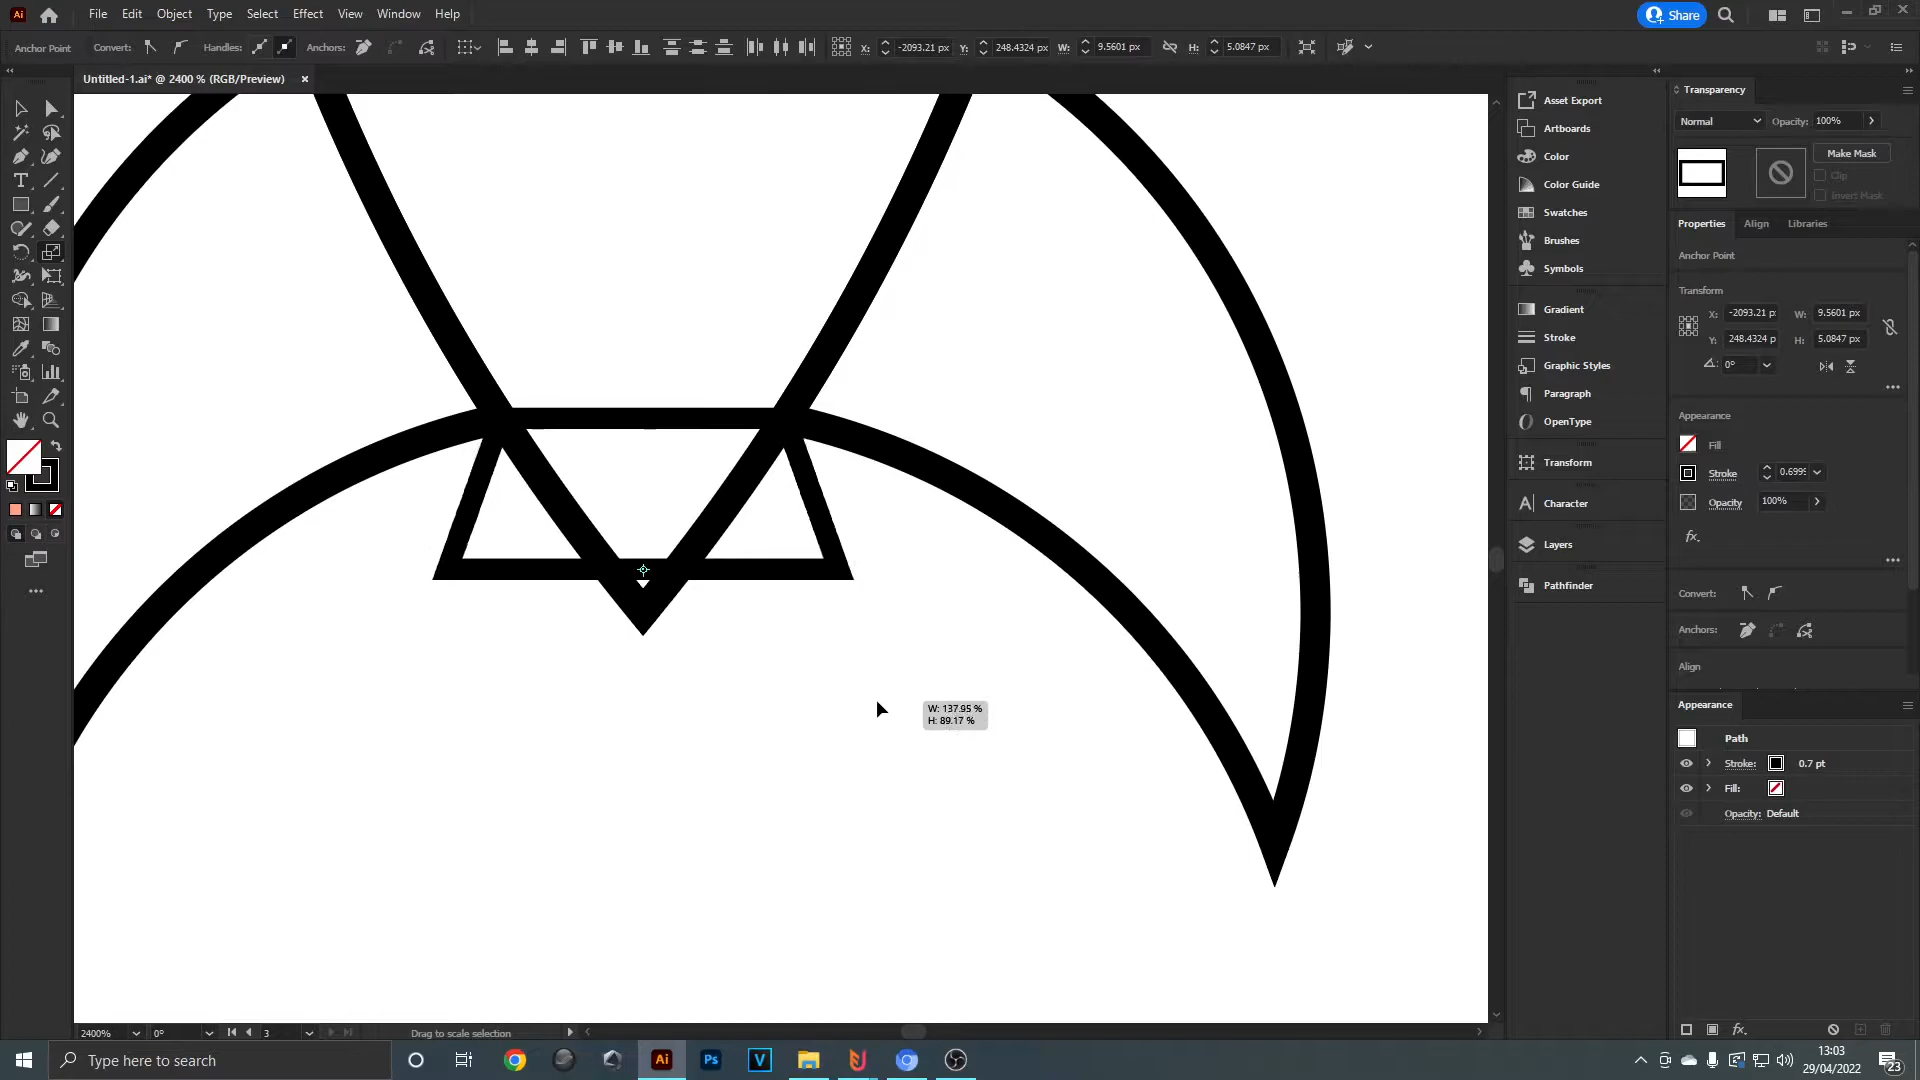 Ai File Edit Object Type Select Effect View Window Help Share
Anchor Point Convert: Handles: Anchors: X: -2093.21 px Y: 248.4324 px W: 9.5601 px H: 5.0847 px
Untitled-1.ai* @ 2400 % (RGB/Preview) ×
Asset Export
Artboards
Color
Color Guide
Swatches
Brushes
Symbols
Gradient
Stroke
Graphic Styles
Paragraph
OpenType
Transform
Character
Layers
Pathfinder
Transparency
Normal Opacity: 100%
Make Mask
Clip
Invert Mask
Properties Align Libraries
Anchor Point
Transform
X: -2093.21 p W: 9.5601 px
Y: 248.4324 p H: 5.0847 px
0°
Appearance
Fill
Stroke 0.6999
Opacity 100%
fx.
Convert:
Anchors:
Align
Appearance
Path
Stroke: 0.7 pt
Fill:
Opacity: Default
fx.
W: 137.95 %
H: 89.17 %
2400% 0° 3 Drag to scale selection
Type here to search
Ai Ps V
13:03
29/04/2022
23